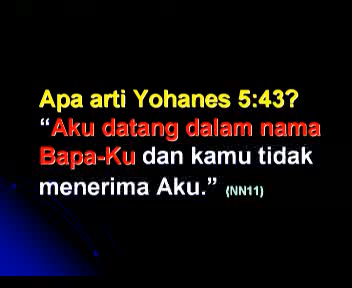 Apa arti Yohanes 5:43?
“Aku datang dalam nama
Bapa-Ku dan kamu tidak
menerima Aku.” (NN11)